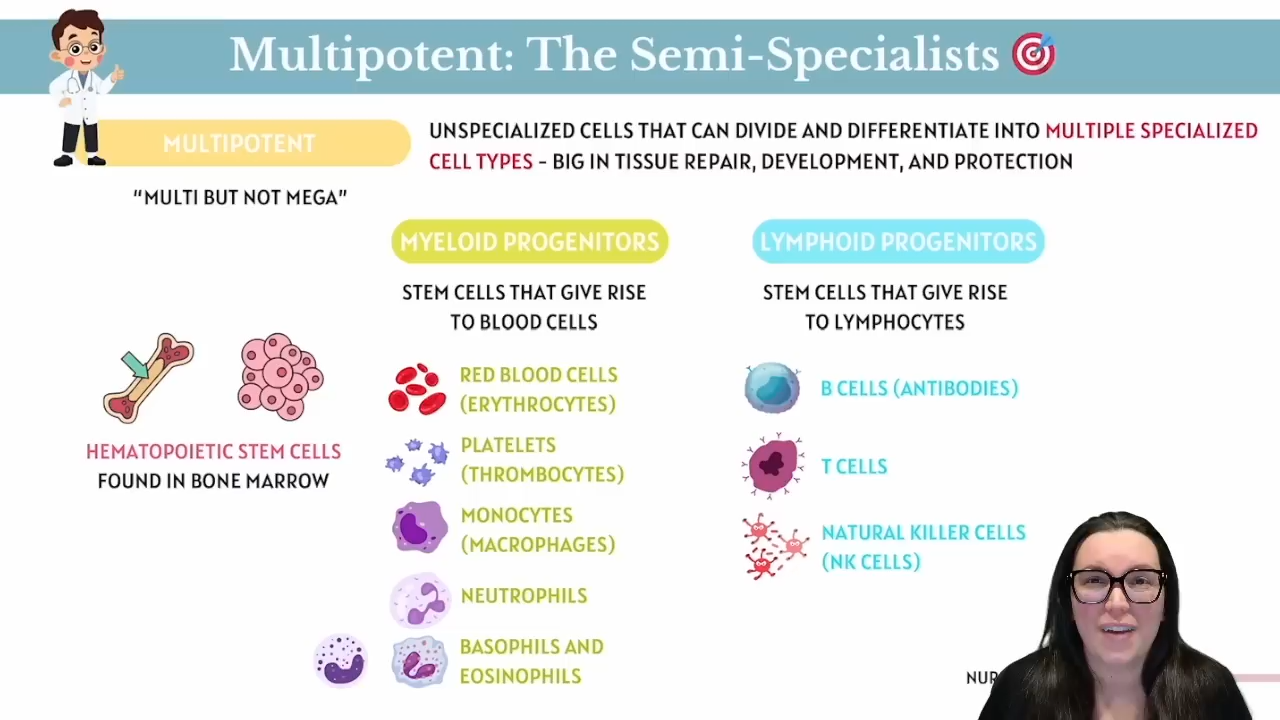 Multipotent: The Semi-Specialists
MULTIPOTENT
"MULTI BUT NOT MEGA"
UNSPECIALIZED CELLS THAT CAN DIVIDE AND DIFFERENTIATE INTO MULTIPLE SPECIALIZED
CELL TYPES - BIG IN TISSUE REPAIR, DEVELOPMENT, AND PROTECTION
HEMATOPOIETIC STEM CELLS
FOUND IN BONE MARROW
MYELOID PROGENITORS
STEM CELLS THAT GIVE RISE
TO BLOOD CELLS
RED BLOOD CELLS
(ERYTHROCYTES)
PLATELETS
(THROMBOCYTES)
MONOCYTES
(MACROPHAGES)
NEUTROPHILS
BASOPHILS AND
EOSINOPHILS
LYMPHOID PROGENITORS
STEM CELLS THAT GIVE RISE
TO LYMPHOCYTES
B CELLS (ANTIBODIES)
T CELLS
NATURAL KILLER CELLS
(NK CELLS)